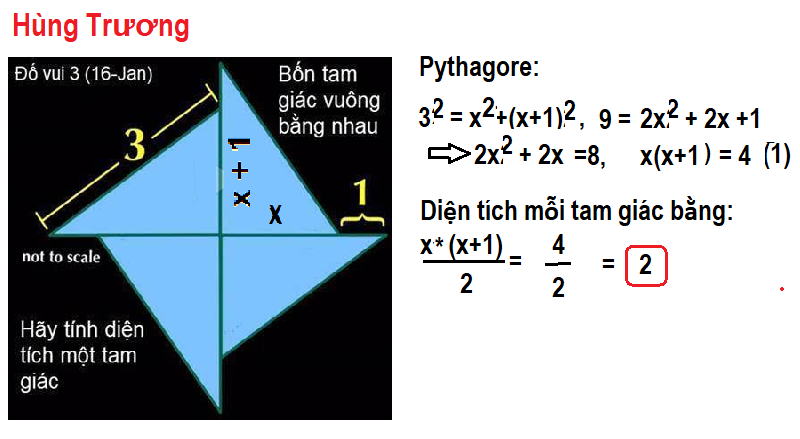 Hùng Trương
Đố vui 3 (16-Jan)
Bốn tam
giác vuông
bằng nhau
3
x + 1
x
1
not to scale
Hãy tính diện
tích một tam
giác
Pythagore:
3² = x²+(x+1)², 9 = 2x² + 2x +1
⇨2x² + 2x =8, x(x+1) = 4 (1)
Diện tích mỗi tam giác bằng:
x*(x+1)/2 = 4/2 = 2